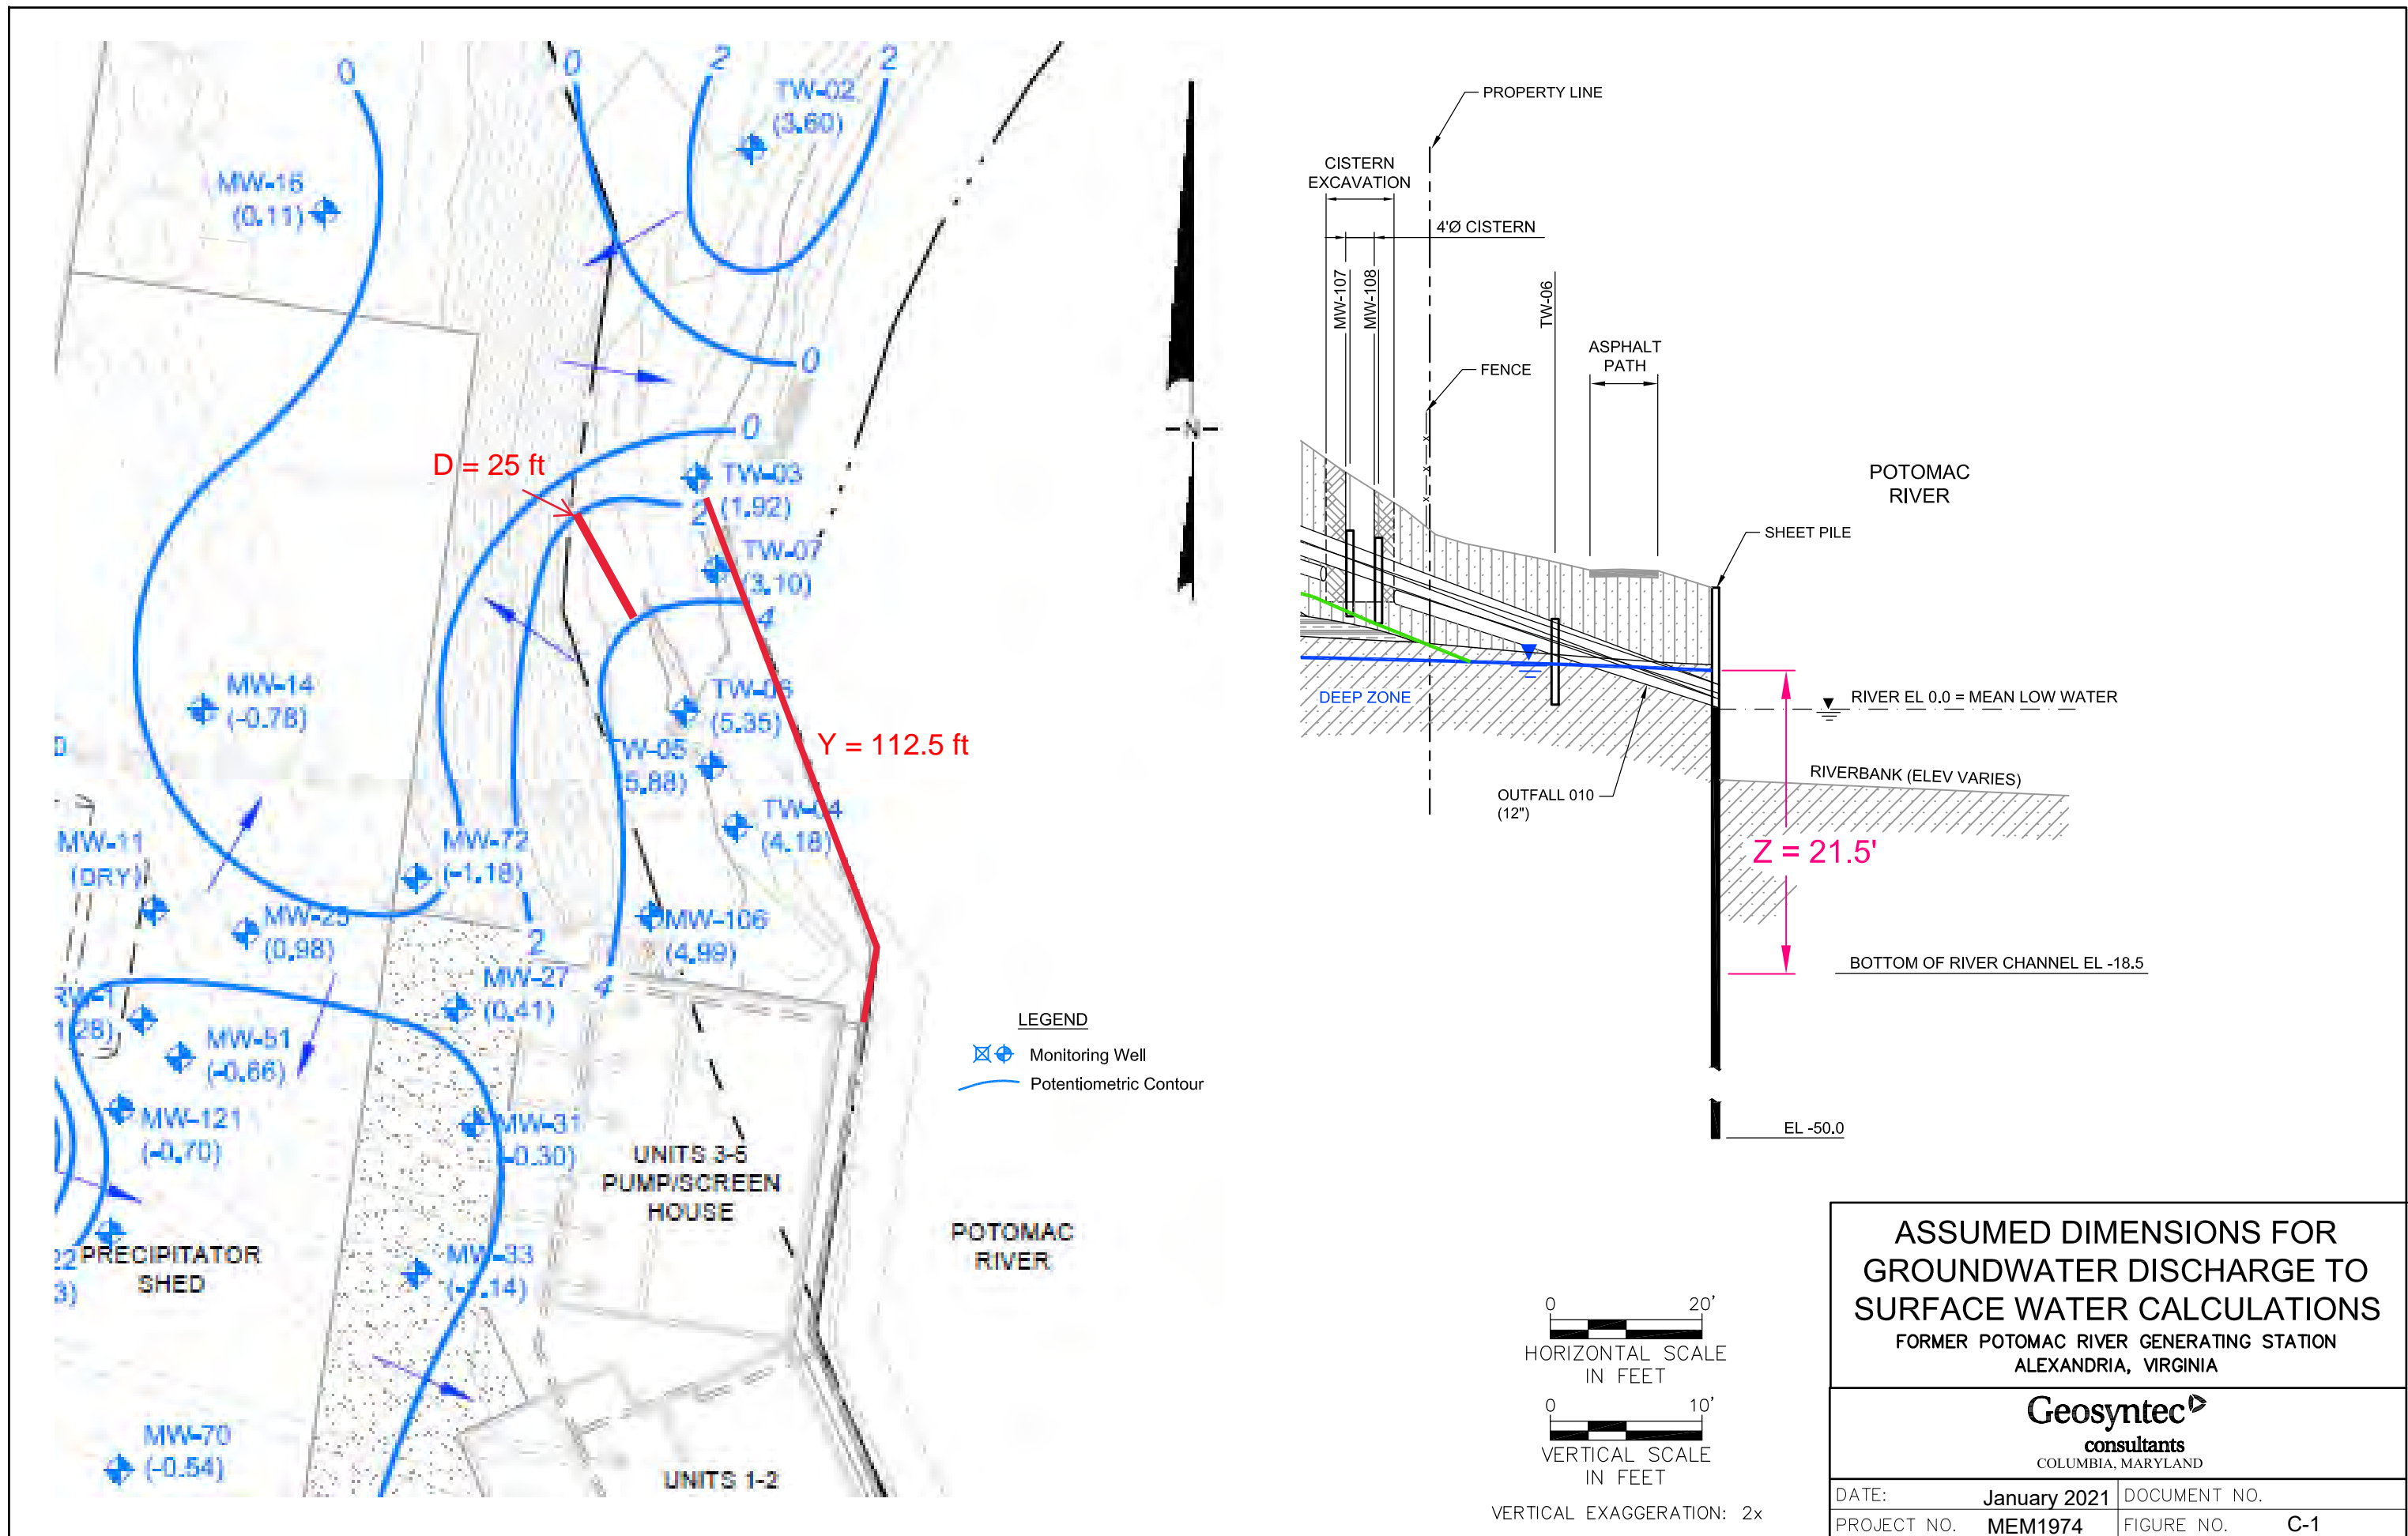 0
0
2
2
TW-02
(3.60)
MW-15
(0.11)
0
0
D = 25 ft
TW-03
(1.92)
2
TW-07
(3.10)
4
MW-14
(-0.78)
TW-06
(5.35)
TW-05
(5.88)
Y = 112.5 ft
TW-04
(4.18)
MW-11
(DRY)
MW-72
(-1.18)
MW-25
(0.98)
MW-106
(4.99)
2
4
MW-27
(0.41)
MW-51
(-0.66)
MW-121
(-0.70)
MW-31
(-0.30)
UNITS 3-5
PUMP/SCREEN
HOUSE
PRECIPITATOR
SHED
MW-33
POTOMAC
RIVER
MW-70
(-0.54)
UNITS 1-2
N
LEGEND
Monitoring Well
Potentiometric Contour
PROPERTY LINE
CISTERN
EXCAVATION
4'Ø CISTERN
MW-107
MW-108
TW-06
ASPHALT
PATH
FENCE
POTOMAC
RIVER
SHEET PILE
DEEP ZONE
RIVER EL 0.0 = MEAN LOW WATER
RIVERBANK (ELEV VARIES)
OUTFALL 010
(12")
Z = 21.5'
BOTTOM OF RIVER CHANNEL EL -18.5
EL -50.0
0 20'
HORIZONTAL SCALE
IN FEET
0 10'
VERTICAL SCALE
IN FEET
VERTICAL EXAGGERATION: 2x
ASSUMED DIMENSIONS FOR
GROUNDWATER DISCHARGE TO
SURFACE WATER CALCULATIONS
FORMER POTOMAC RIVER GENERATING STATION
ALEXANDRIA, VIRGINIA
Geosyntec
consultants
COLUMBIA, MARYLAND
DATE: January 2021 DOCUMENT NO.
PROJECT NO. MEM1974 FIGURE NO. C-1